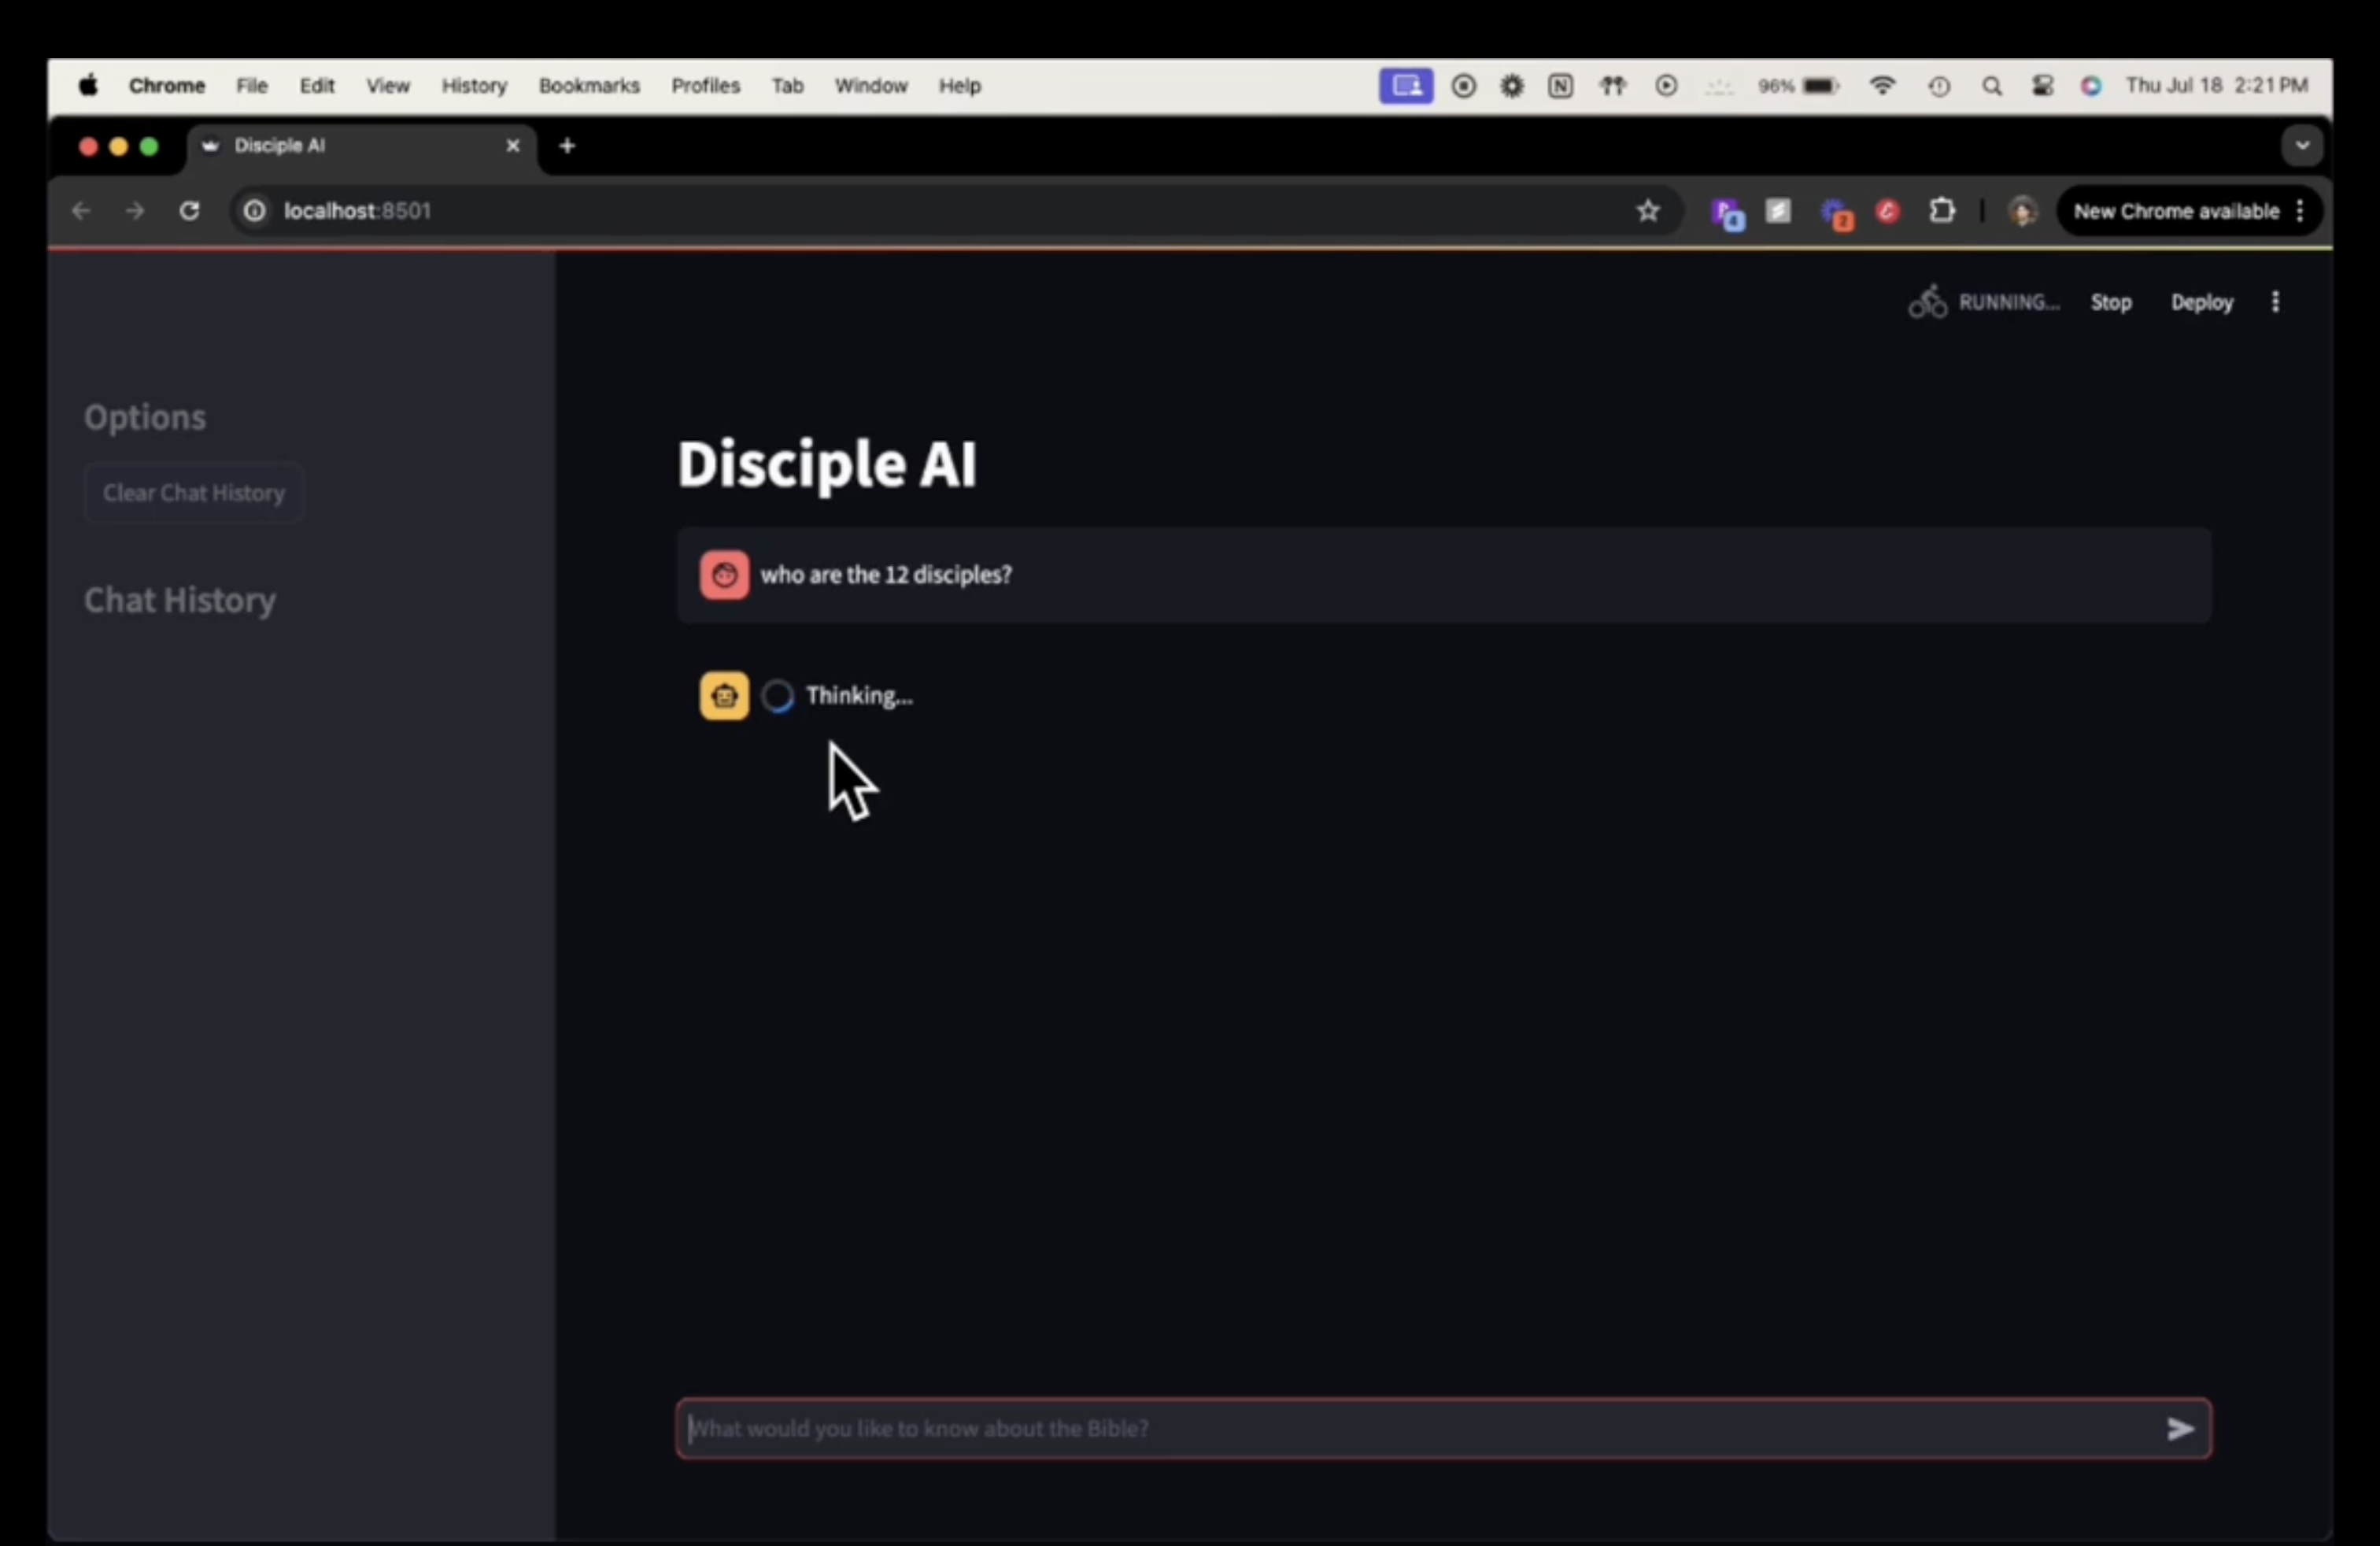 Chrome File Edit View History Bookmarks Profiles Tab Window Help 96% Thu Jul 18 2:21 PM
Disciple AI
localhost:8501 4 2 New Chrome available
RUNNING... Stop Deploy
Options
Clear Chat History
Chat History
Disciple AI
who are the 12 disciples?
Thinking...
What would you like to know about the Bible?